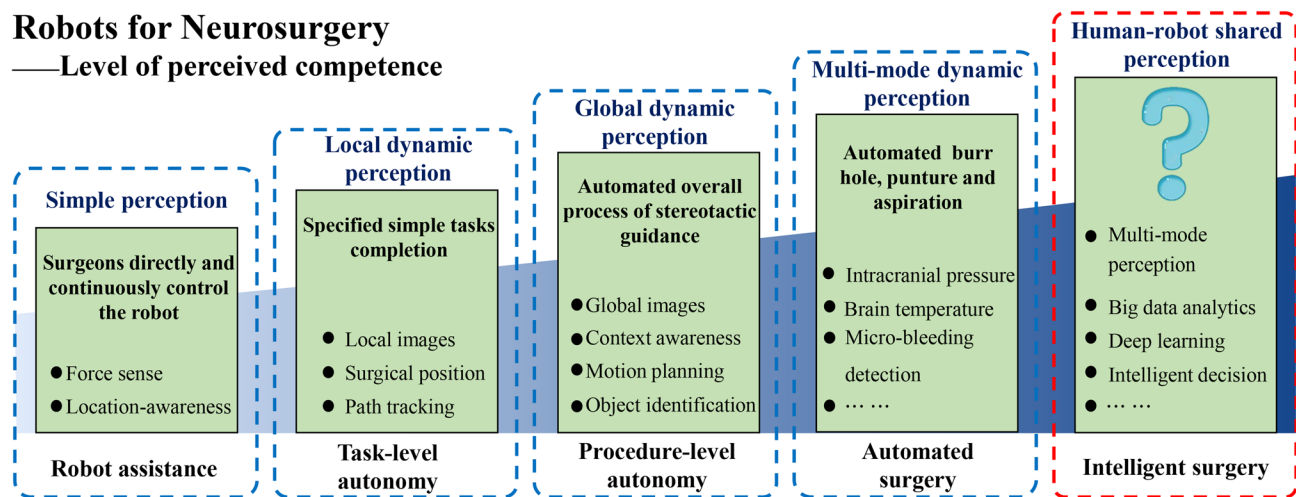 Robots for Neurosurgery
——Level of perceived competence
Simple perception
Surgeons directly and
continuously control
the robot
● Force sense
● Location-awareness
Robot assistance
Local dynamic
perception
Specified simple tasks
completion
● Local images
● Surgical position
● Path tracking
Task-level
autonomy
Global dynamic
perception
Automated overall
process of stereotactic
guidance
● Global images
● Context awareness
● Motion planning
● Object identification
Procedure-level
autonomy
Multi-mode dynamic
perception
Automated burr
hole, punture and
aspiration
● Intracranial pressure
● Brain temperature
● Micro-bleeding
detection
● … …
Automated
surgery
Human-robot shared
perception
?
● Multi-mode
perception
● Big data analytics
● Deep learning
● Intelligent decision
● … …
Intelligent surgery